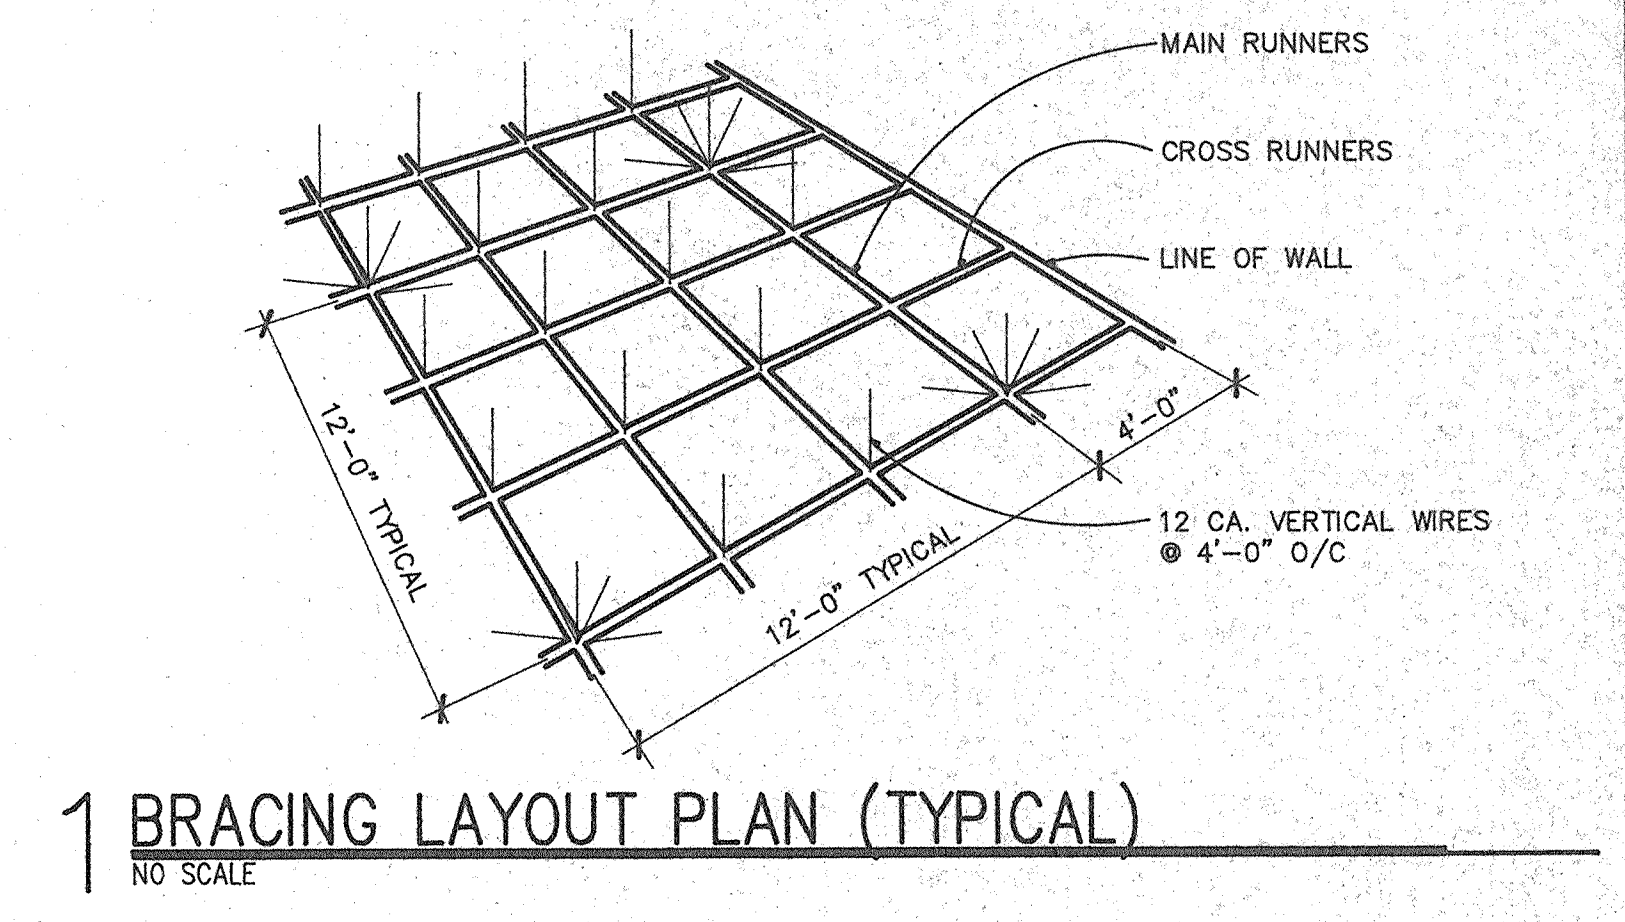 MAIN RUNNERS
CROSS RUNNERS
LINE OF WALL
4'-0"
12'-0" TYPICAL
12 CA. VERTICAL WIRES
@ 4'-0" O/C
12'-0" TYPICAL
1 BRACING LAYOUT PLAN (TYPICAL)
NO SCALE